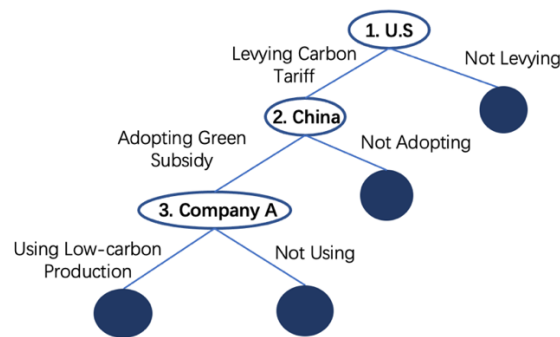 1. U.S
Levying Carbon
Tariff
Not Levying
2. China
Adopting Green
Subsidy
Not Adopting
3. Company A
Using Low-carbon
Production
Not Using